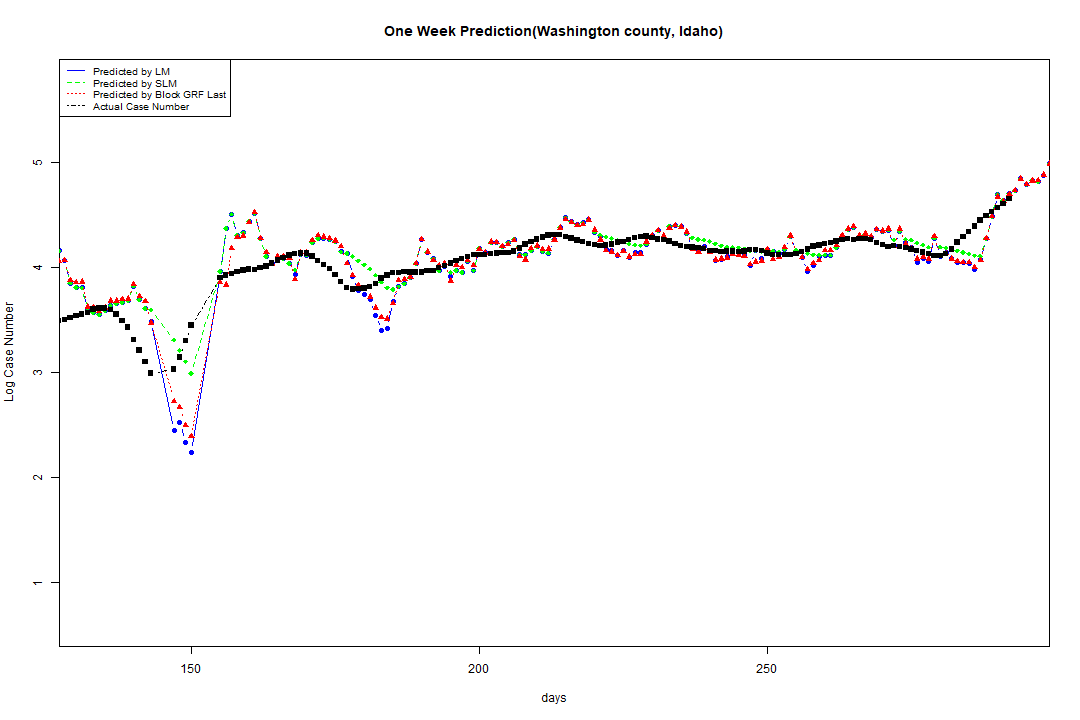 One Week Prediction(Washington county, Idaho)
Predicted by LM
Predicted by SLM
Predicted by Block GRF Last
Actual Case Number
5
4
3
2
1
Log Case Number
150
200
250
days